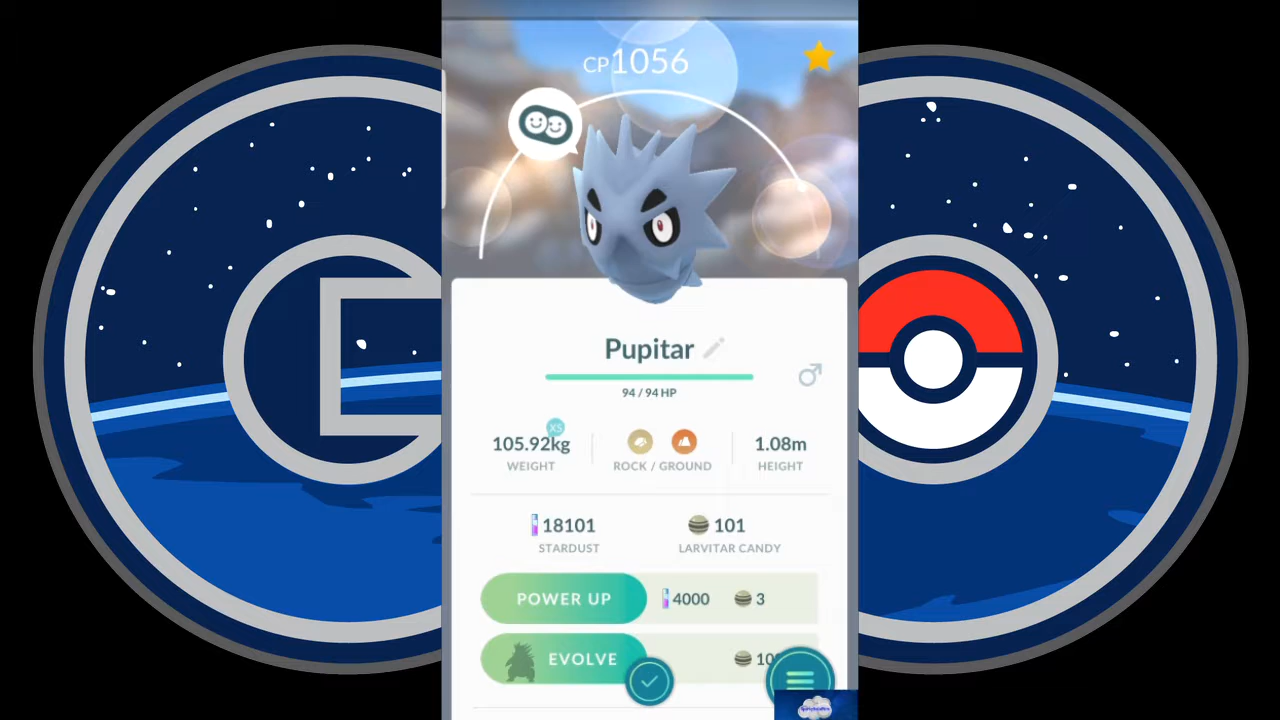 CP1056
Pupitar
94 / 94 HP
XS
105.92kg
WEIGHT
ROCK / GROUND
1.08m
HEIGHT
18101
STARDUST
101
LARVITAR CANDY
POWER UP
4000
3
EVOLVE